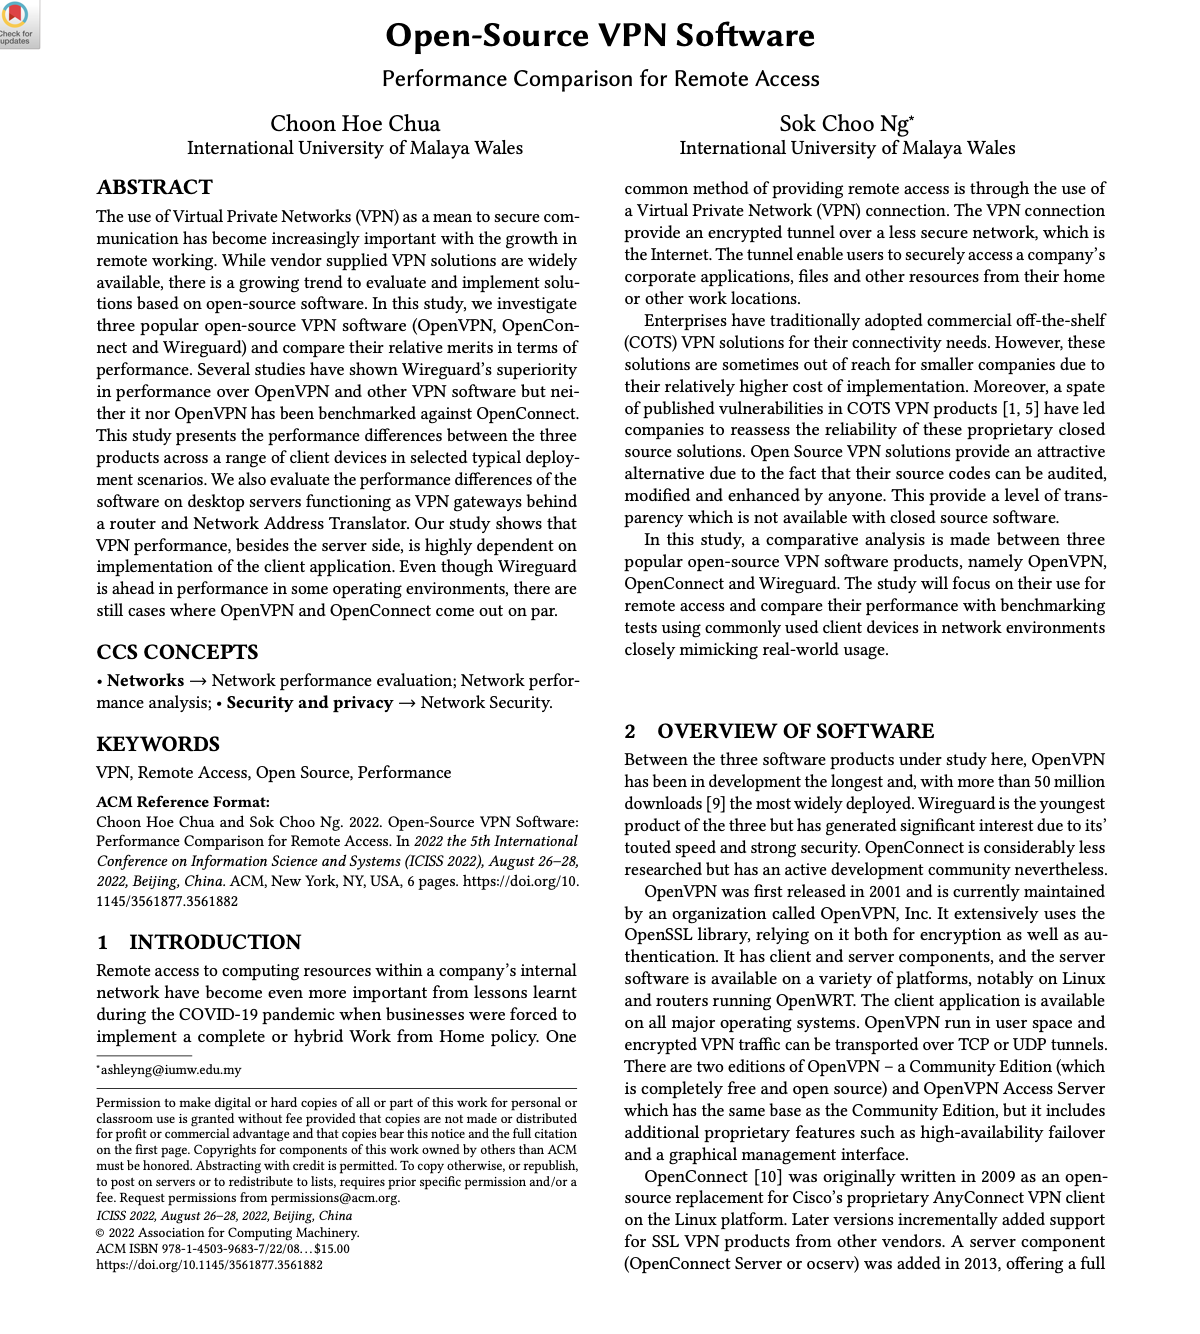 Check for
updates
Open-Source VPN Software
Performance Comparison for Remote Access
Choon Hoe Chua
International University of Malaya Wales
Sok Choo Ng*
International University of Malaya Wales
ABSTRACT
The use of Virtual Private Networks (VPN) as a mean to secure com-
munication has become increasingly important with the growth in
remote working. While vendor supplied VPN solutions are widely
available, there is a growing trend to evaluate and implement solu-
tions based on open-source software. In this study, we investigate
three popular open-source VPN software (OpenVPN, OpenCon-
nect and Wireguard) and compare their relative merits in terms of
performance. Several studies have shown Wireguard's superiority
in performance over OpenVPN and other VPN software but nei-
ther it nor OpenVPN has been benchmarked against OpenConnect.
This study presents the performance differences between the three
products across a range of client devices in selected typical deploy-
ment scenarios. We also evaluate the performance differences of the
software on desktop servers functioning as VPN gateways behind
a router and Network Address Translator. Our study shows that
VPN performance, besides the server side, is highly dependent on
implementation of the client application. Even though Wireguard
is ahead in performance in some operating environments, there are
still cases where OpenVPN and OpenConnect come out on par.
CCS CONCEPTS
• Networks → Network performance evaluation; Network perfor-
mance analysis; • Security and privacy → Network Security.
KEYWORDS
VPN, Remote Access, Open Source, Performance
ACM Reference Format:
Choon Hoe Chua and Sok Choo Ng. 2022. Open-Source VPN Software:
Performance Comparison for Remote Access. In 2022 the 5th International
Conference on Information Science and Systems (ICISS 2022), August 26–28,
2022, Beijing, China. ACM, New York, NY, USA, 6 pages. https://doi.org/10.
1145/3561877.3561882
1 INTRODUCTION
Remote access to computing resources within a company's internal
network have become even more important from lessons learnt
during the COVID-19 pandemic when businesses were forced to
implement a complete or hybrid Work from Home policy. One
*ashleyng@iumw.edu.my
Permission to make digital or hard copies of all or part of this work for personal or
classroom use is granted without fee provided that copies are not made or distributed
for profit or commercial advantage and that copies bear this notice and the full citation
on the first page. Copyrights for components of this work owned by others than ACM
must be honored. Abstracting with credit is permitted. To copy otherwise, or republish,
to post on servers or to redistribute to lists, requires prior specific permission and/or a
fee. Request permissions from permissions@acm.org.
ICISS 2022, August 26–28, 2022, Beijing, China
© 2022 Association for Computing Machinery.
ACM ISBN 978-1-4503-9683-7/22/08...$15.00
https://doi.org/10.1145/3561877.3561882
common method of providing remote access is through the use of
a Virtual Private Network (VPN) connection. The VPN connection
provide an encrypted tunnel over a less secure network, which is
the Internet. The tunnel enable users to securely access a company's
corporate applications, files and other resources from their home
or other work locations.
Enterprises have traditionally adopted commercial off-the-shelf
(COTS) VPN solutions for their connectivity needs. However, these
solutions are sometimes out of reach for smaller companies due to
their relatively higher cost of implementation. Moreover, a spate
of published vulnerabilities in COTS VPN products [1, 5] have led
companies to reassess the reliability of these proprietary closed
source solutions. Open Source VPN solutions provide an attractive
alternative due to the fact that their source codes can be audited,
modified and enhanced by anyone. This provide a level of trans-
parency which is not available with closed source software.
In this study, a comparative analysis is made between three
popular open-source VPN software products, namely OpenVPN,
OpenConnect and Wireguard. The study will focus on their use for
remote access and compare their performance with benchmarking
tests using commonly used client devices in network environments
closely mimicking real-world usage.
2 OVERVIEW OF SOFTWARE
Between the three software products under study here, OpenVPN
has been in development the longest and, with more than 50 million
downloads [9] the most widely deployed. Wireguard is the youngest
product of the three but has generated significant interest due to its'
touted speed and strong security. OpenConnect is considerably less
researched but has an active development community nevertheless.
OpenVPN was first released in 2001 and is currently maintained
by an organization called OpenVPN, Inc. It extensively uses the
OpenSSL library, relying on it both for encryption as well as au-
thentication. It has client and server components, and the server
software is available on a variety of platforms, notably on Linux
and routers running OpenWRT. The client application is available
on all major operating systems. OpenVPN run in user space and
encrypted VPN traffic can be transported over TCP or UDP tunnels.
There are two editions of OpenVPN – a Community Edition (which
is completely free and open source) and OpenVPN Access Server
which has the same base as the Community Edition, but it includes
additional proprietary features such as high-availability failover
and a graphical management interface.
OpenConnect [10] was originally written in 2009 as an open-
source replacement for Cisco's proprietary AnyConnect VPN client
on the Linux platform. Later versions incrementally added support
for SSL VPN products from other vendors. A server component
(OpenConnect Server or ocserv) was added in 2013, offering a full